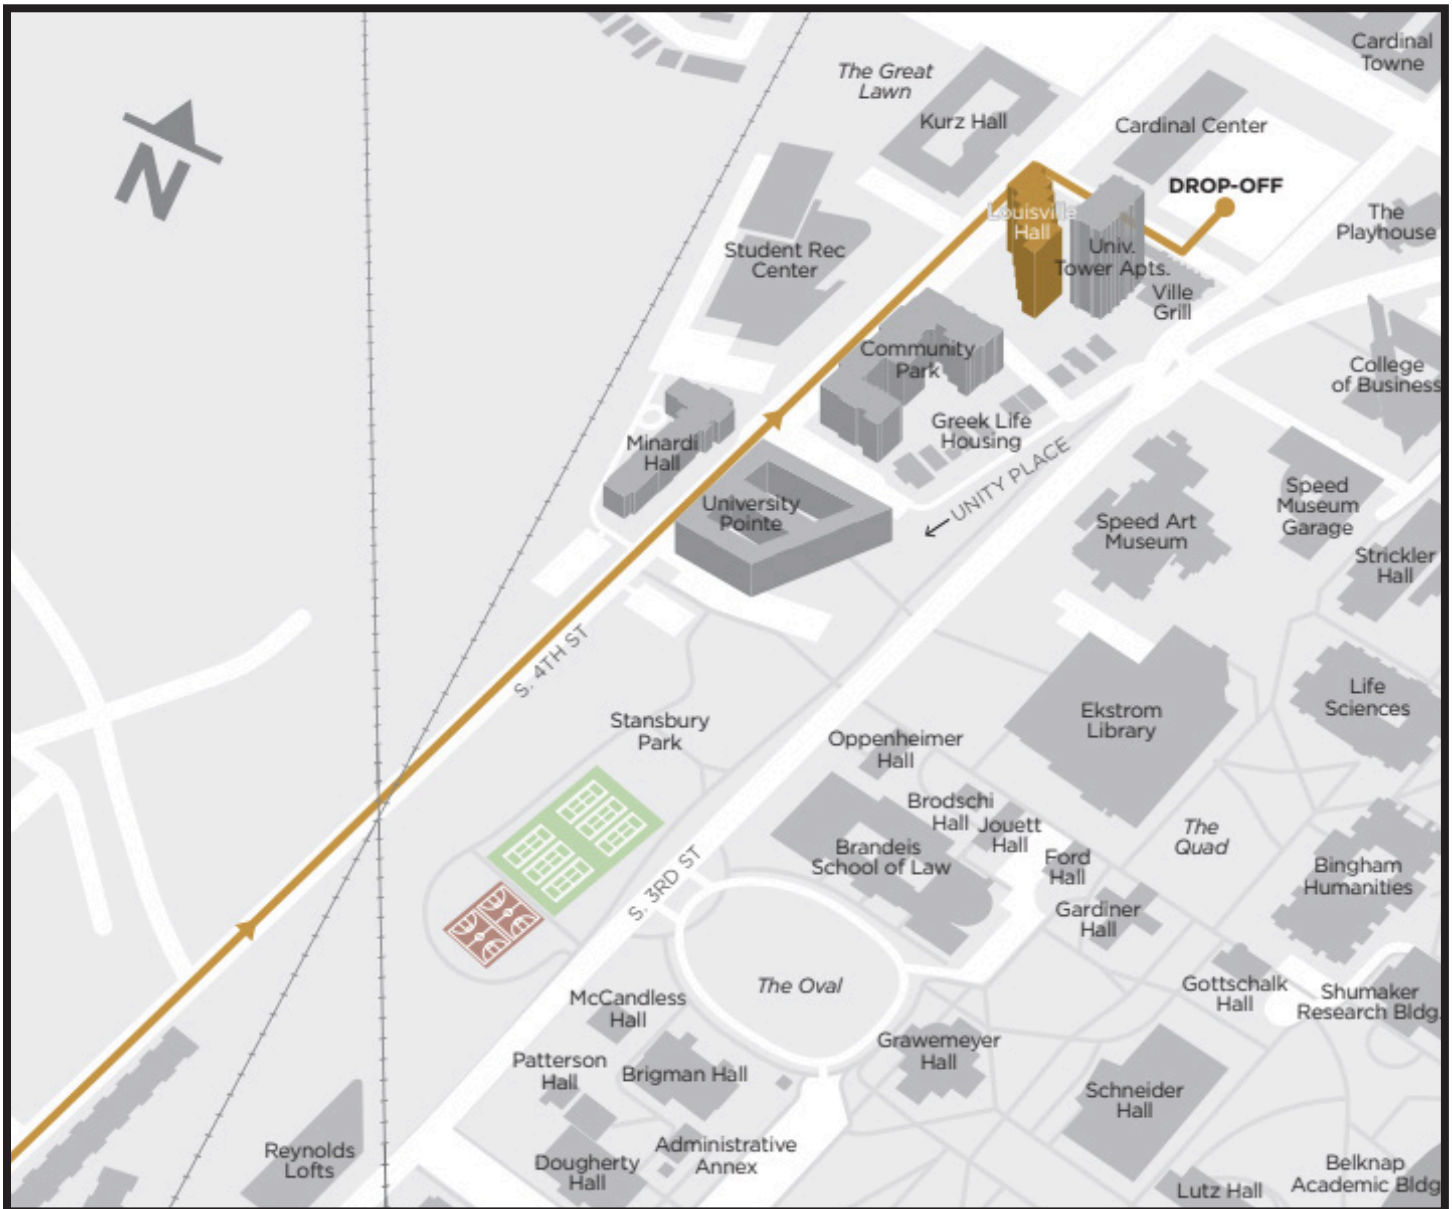 Cardinal
Towne
The Great
Lawn
Kurz Hall
Cardinal Center
DROP-OFF
Louisville
Hall
The
Playhouse
Student Rec
Center
Univ.
Tower Apts.
Ville
Grill
Community
Park
College
of Business
Greek Life
Housing
Minardi
Hall
University
Pointe
UNITY PLACE
Speed Art
Museum
Speed
Museum
Garage
Strickler
Hall
S. 4TH ST
Stansbury
Park
Life
Sciences
Ekstrom
Library
Oppenheimer
Hall
Brodschi
Hall
Jouett
Hall
The
Quad
Brandeis
School of Law
Ford
Hall
Bingham
Humanities
S. 3RD ST
Gardiner
Hall
The Oval
McCandless
Hall
Gottschalk
Hall
Shumaker
Research Bldg.
Grawemeyer
Hall
Patterson
Hall
Brigman Hall
Schneider
Hall
Reynolds
Lofts
Administrative
Annex
Dougherty
Hall
Belknap
Academic Bldg
Lutz Hall
N